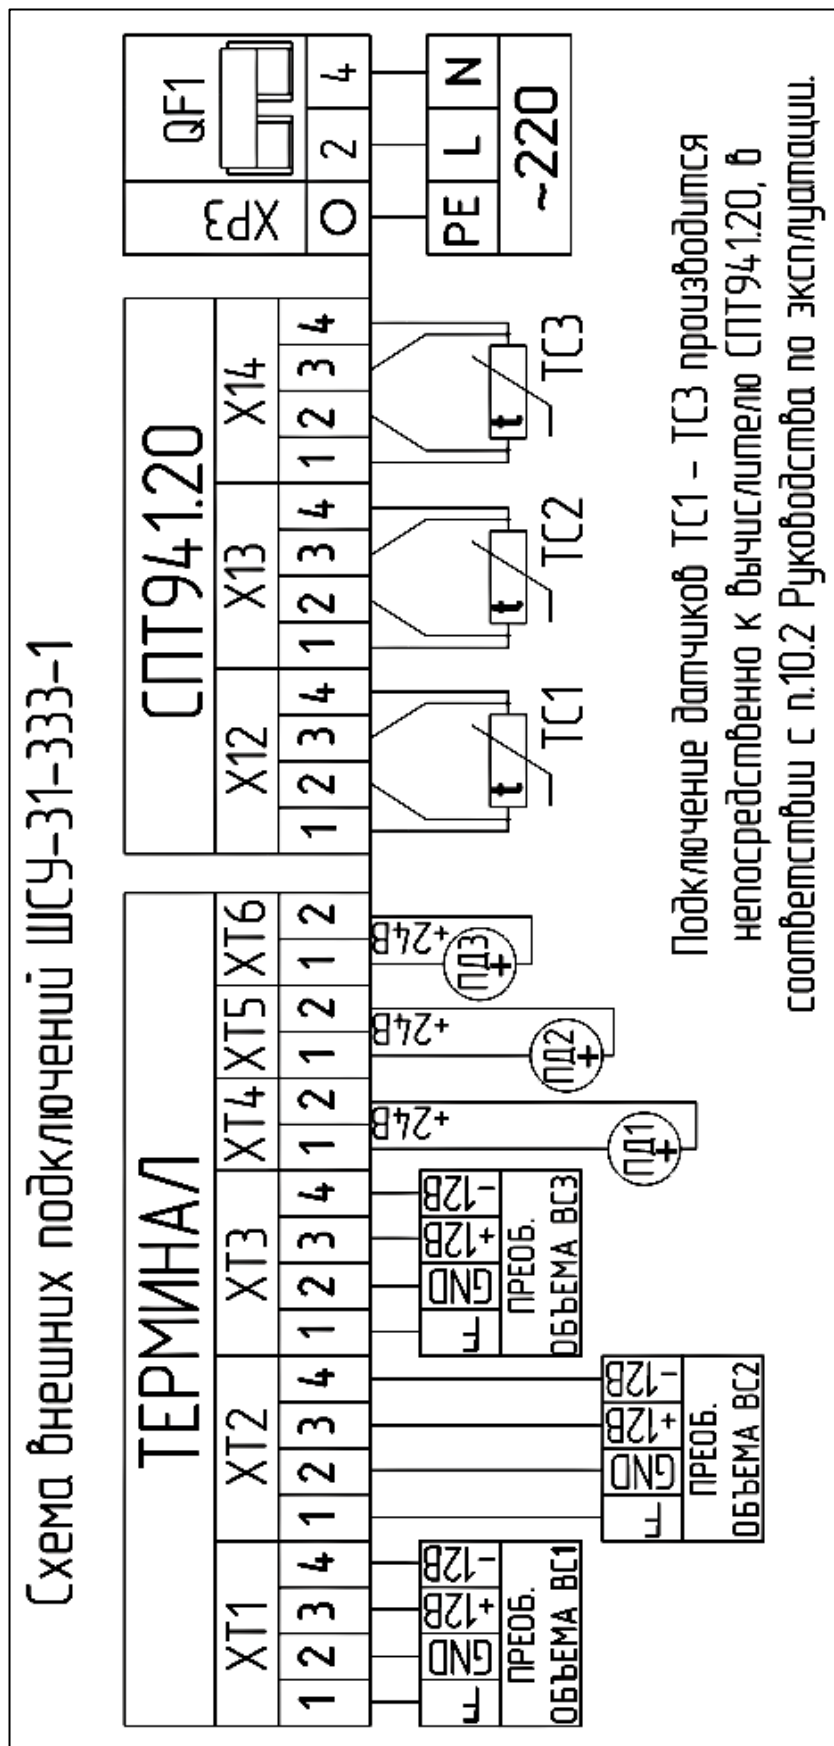 Схема внешних подключений ШСУ-31-333-1
ТЕРМИНАЛ
XT1 XT2 XT3 XT4 XT5 XT6
1 2 3 4 1 2 3 4 1 2 3 4 1 2 1 2 1 2
F GND +12В -12В
ПРЕОБ.
ОБЪЕМА ВС1
F GND +12В -12В
ПРЕОБ.
ОБЪЕМА ВС2
F GND +12В -12В
ПРЕОБ.
ОБЪЕМА ВС3
+24В
ПД1
+
+24В
ПД2
+
+24В
ПД3
+
СПТ941.20
X12 X13 X14
1 2 3 4 1 2 3 4 1 2 3 4
t
ТС1
t
ТС2
t
ТС3
XP3 QF1
2 4
PE L N
~220
Подключение датчиков ТС1 - ТС3 производится
непосредственно к вычислителю СПТ941.20, в
соответствии с п.10.2 Руководства по эксплуатации.